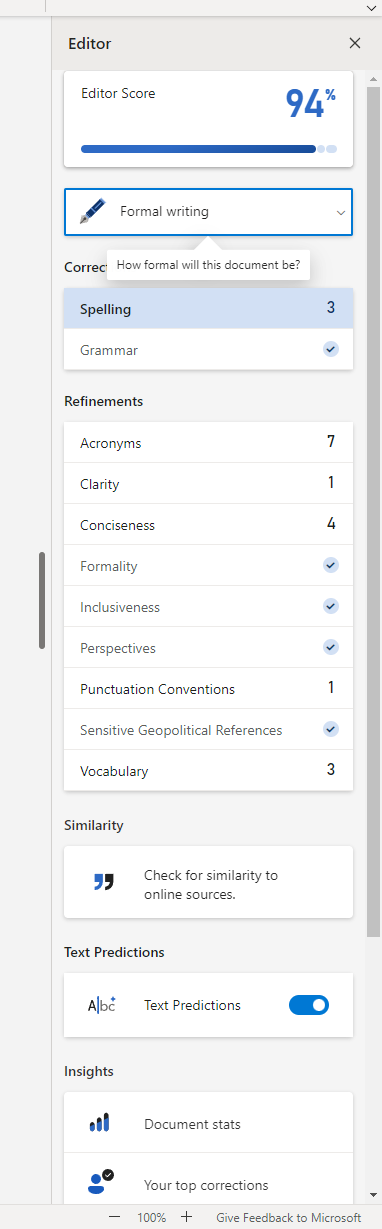 Editor
Editor Score
94%
Formal writing
How formal will this document be?
Correc
Spelling 3
Grammar
Refinements
Acronyms 7
Clarity 1
Conciseness 4
Formality
Inclusiveness
Perspectives
Punctuation Conventions 1
Sensitive Geopolitical References
Vocabulary 3
Similarity
Check for similarity to
online sources.
Text Predictions
Abc Text Predictions
Insights
Document stats
Your top corrections
100% Give Feedback to Microsoft